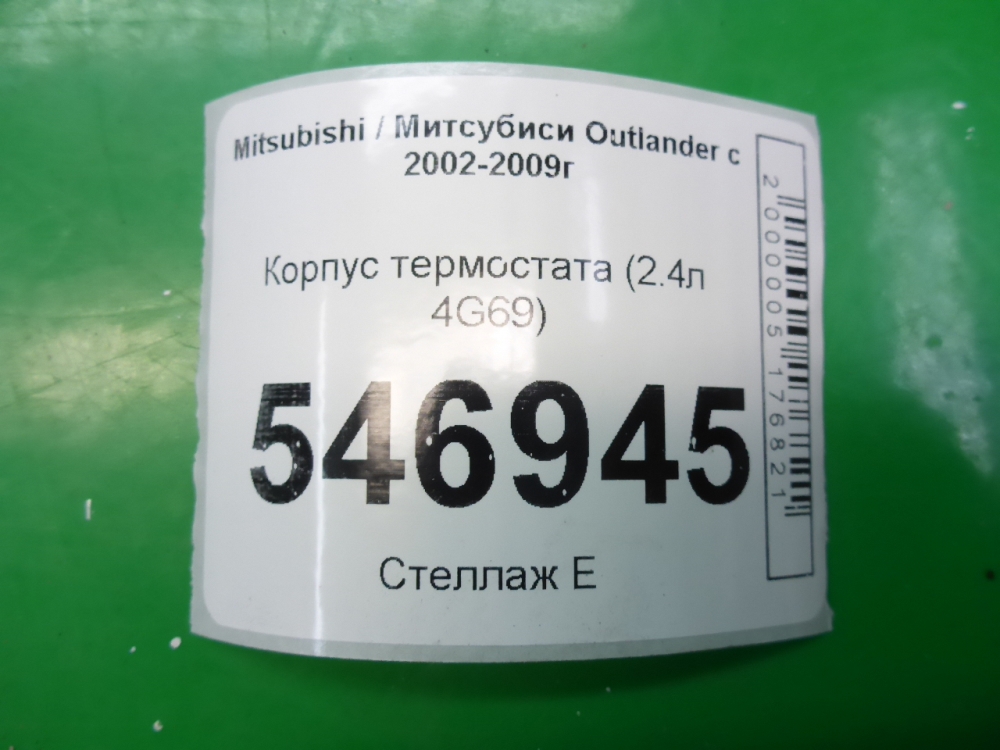 Mitsubishi / Митсубиси Outlander с
2002-2009г
Корпус термостата (2.4л
4G69)
546945
Стеллаж Е
2000005176821